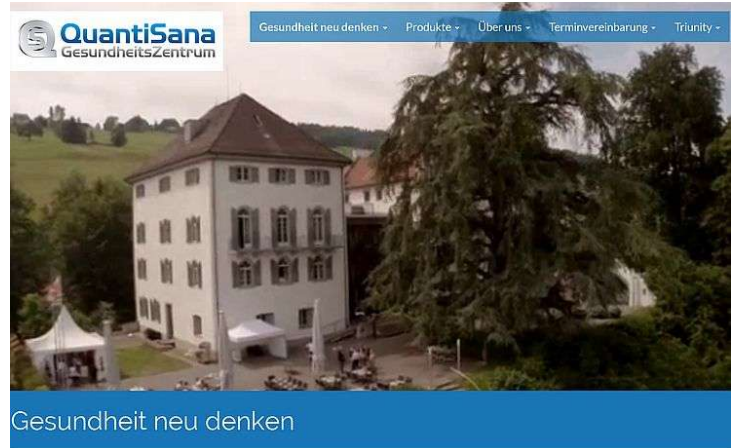 QuantiSana
GesundheitsZentrum
Gesundheit neu denken Produkte Über uns Terminvereinbarung Triunity
Gesundheit neu denken